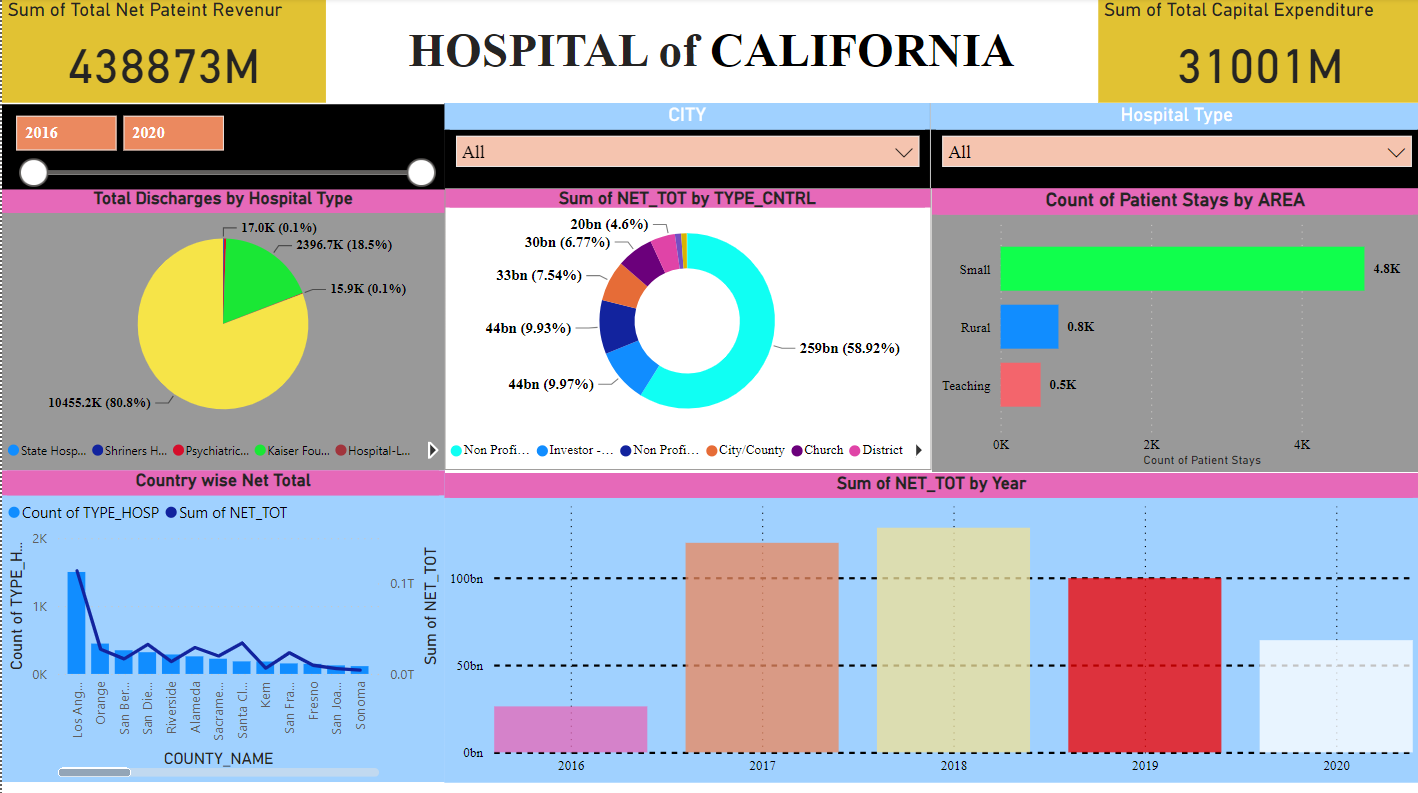 Sum of Total Net Pateint Revenur
438873M
HOSPITAL of CALIFORNIA
Sum of Total Capital Expenditure
31001M
2016
2020
CITY
All
Hospital Type
All
Total Discharges by Hospital Type
17.0K (0.1%)
2396.7K (18.5%)
15.9K (0.1%)
10455.2K (80.8%)
State Hosp...
Shriners H...
Psychiatric...
Kaiser Fou...
Hospital-L...
Sum of NET_TOT by TYPE_CNTRL
20bn (4.6%)
30bn (6.77%)
33bn (7.54%)
44bn (9.93%)
44bn (9.97%)
259bn (58.92%)
Non Profi...
Investor -...
Non Profi...
City/County
Church
District
Count of Patient Stays by AREA
Small
4.8K
Rural
0.8K
Teaching
0.5K
0K
2K
4K
Count of Patient Stays
Country wise Net Total
Count of TYPE_HOSP
Sum of NET_TOT
Count of TYPE_H...
2K
1K
0K
0.1T
0.0T
Sum of NET_TOT
Los Ang...
Orange
San Ber...
San Die...
Riverside
Alameda
Sacrame...
Santa Cl...
Kern
San Fra...
Fresno
San Joa...
Sonoma
COUNTY_NAME
Sum of NET_TOT by Year
100bn
50bn
0bn
2016
2017
2018
2019
2020